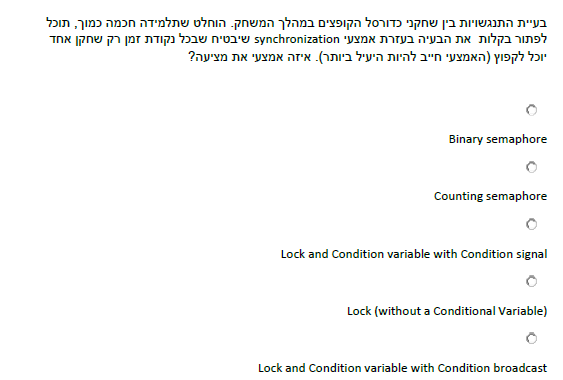 בעיית התנגשויות בין שחקני כדורסל הקופצים במהלך המשחק. הוחלט שתלמידה חכמה כמוך, תוכל
לפתור בקלות את הבעיה בעזרת אמצעי synchronization שיבטיח שבכל נקודת זמן רק שחקן אחד
יוכל לקפוץ (האמצעי חייב להיות היעיל ביותר). איזה אמצעי את מציעה?
Binary semaphore
Counting semaphore
Lock and Condition variable with Condition signal
Lock (without a Conditional Variable)
Lock and Condition variable with Condition broadcast